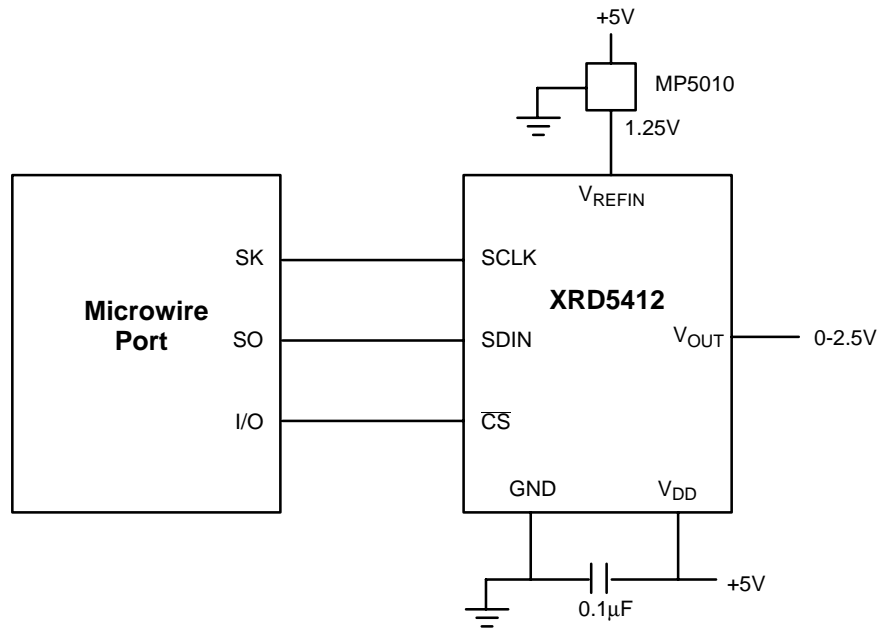 +5V
MP5010
1.25V
VREFIN
SK
SCLK
Microwire
Port
XRD5412
SO
SDIN
VOUT
0-2.5V
I/O
CS
GND
VDD
+5V
0.1μF